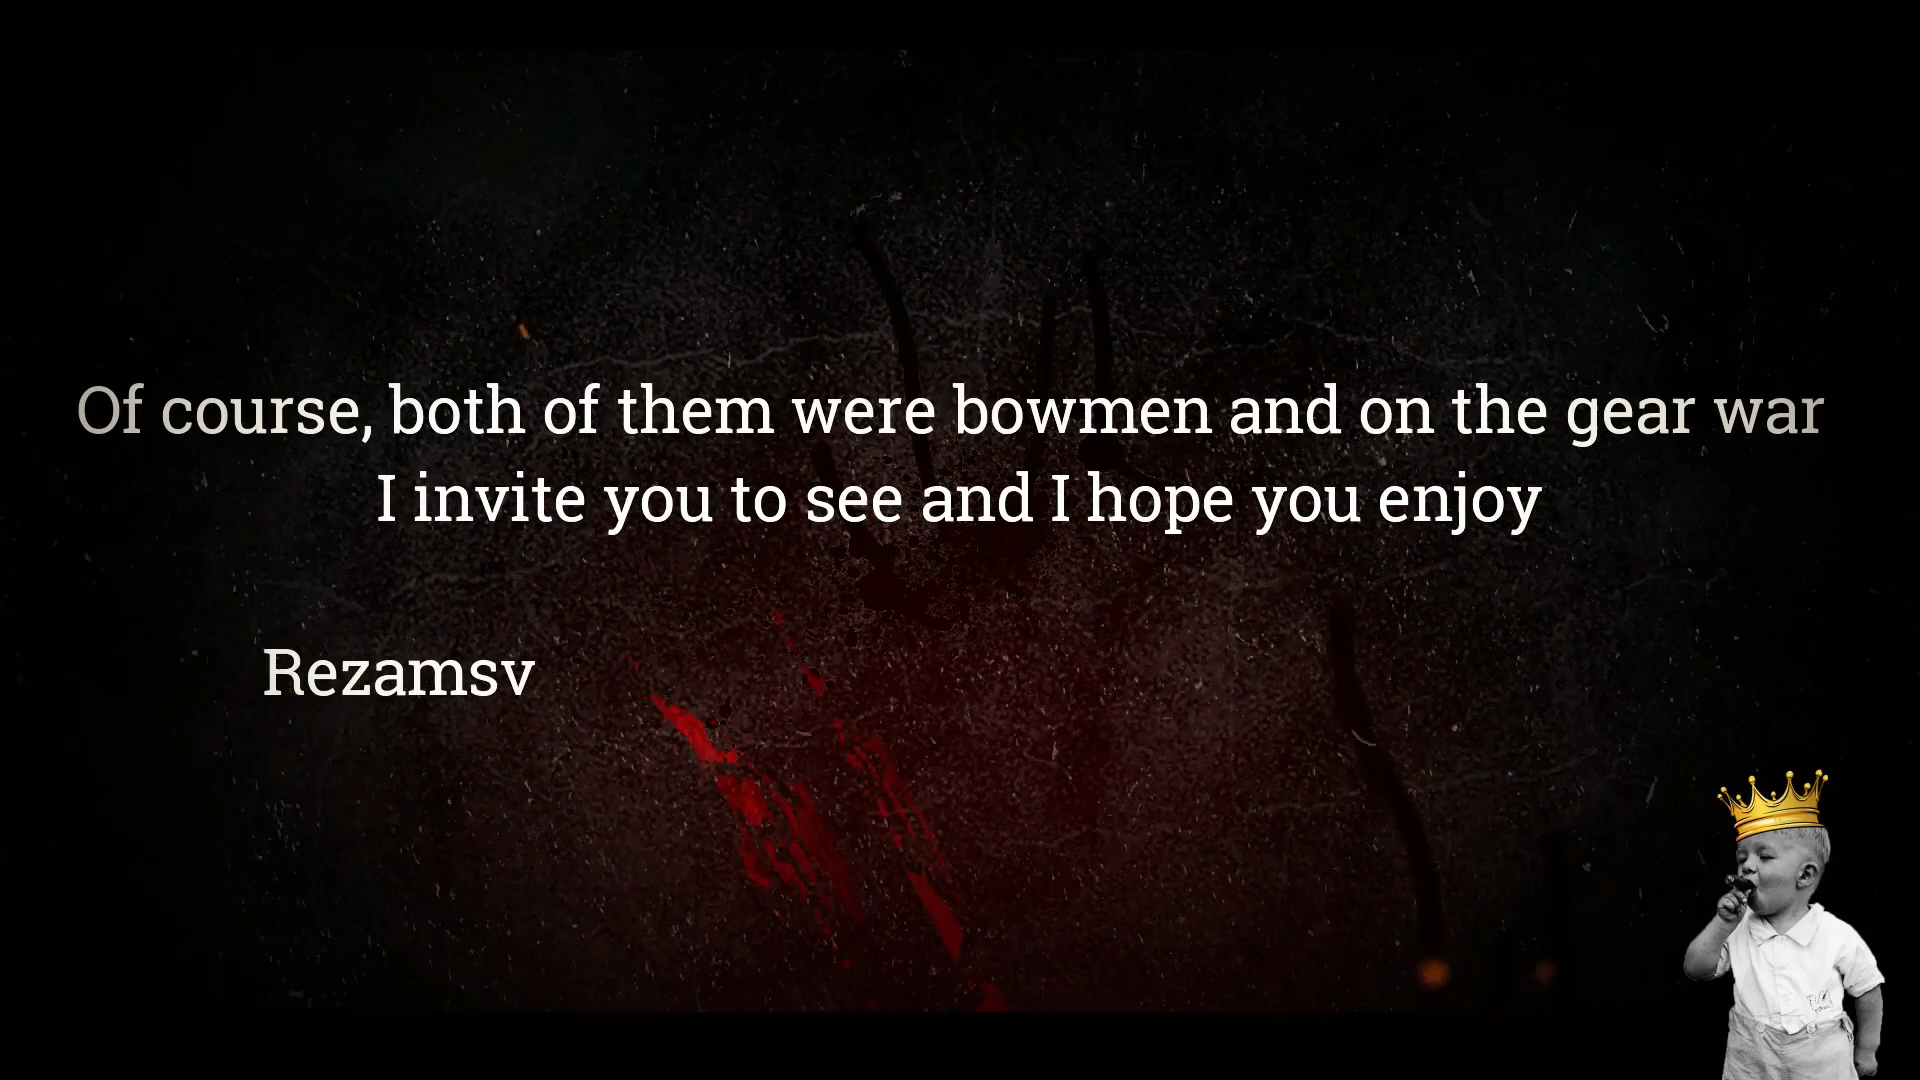 Of course, both of them were bowmen and on the gear war
I invite you to see and I hope you enjoy
Rezamsv